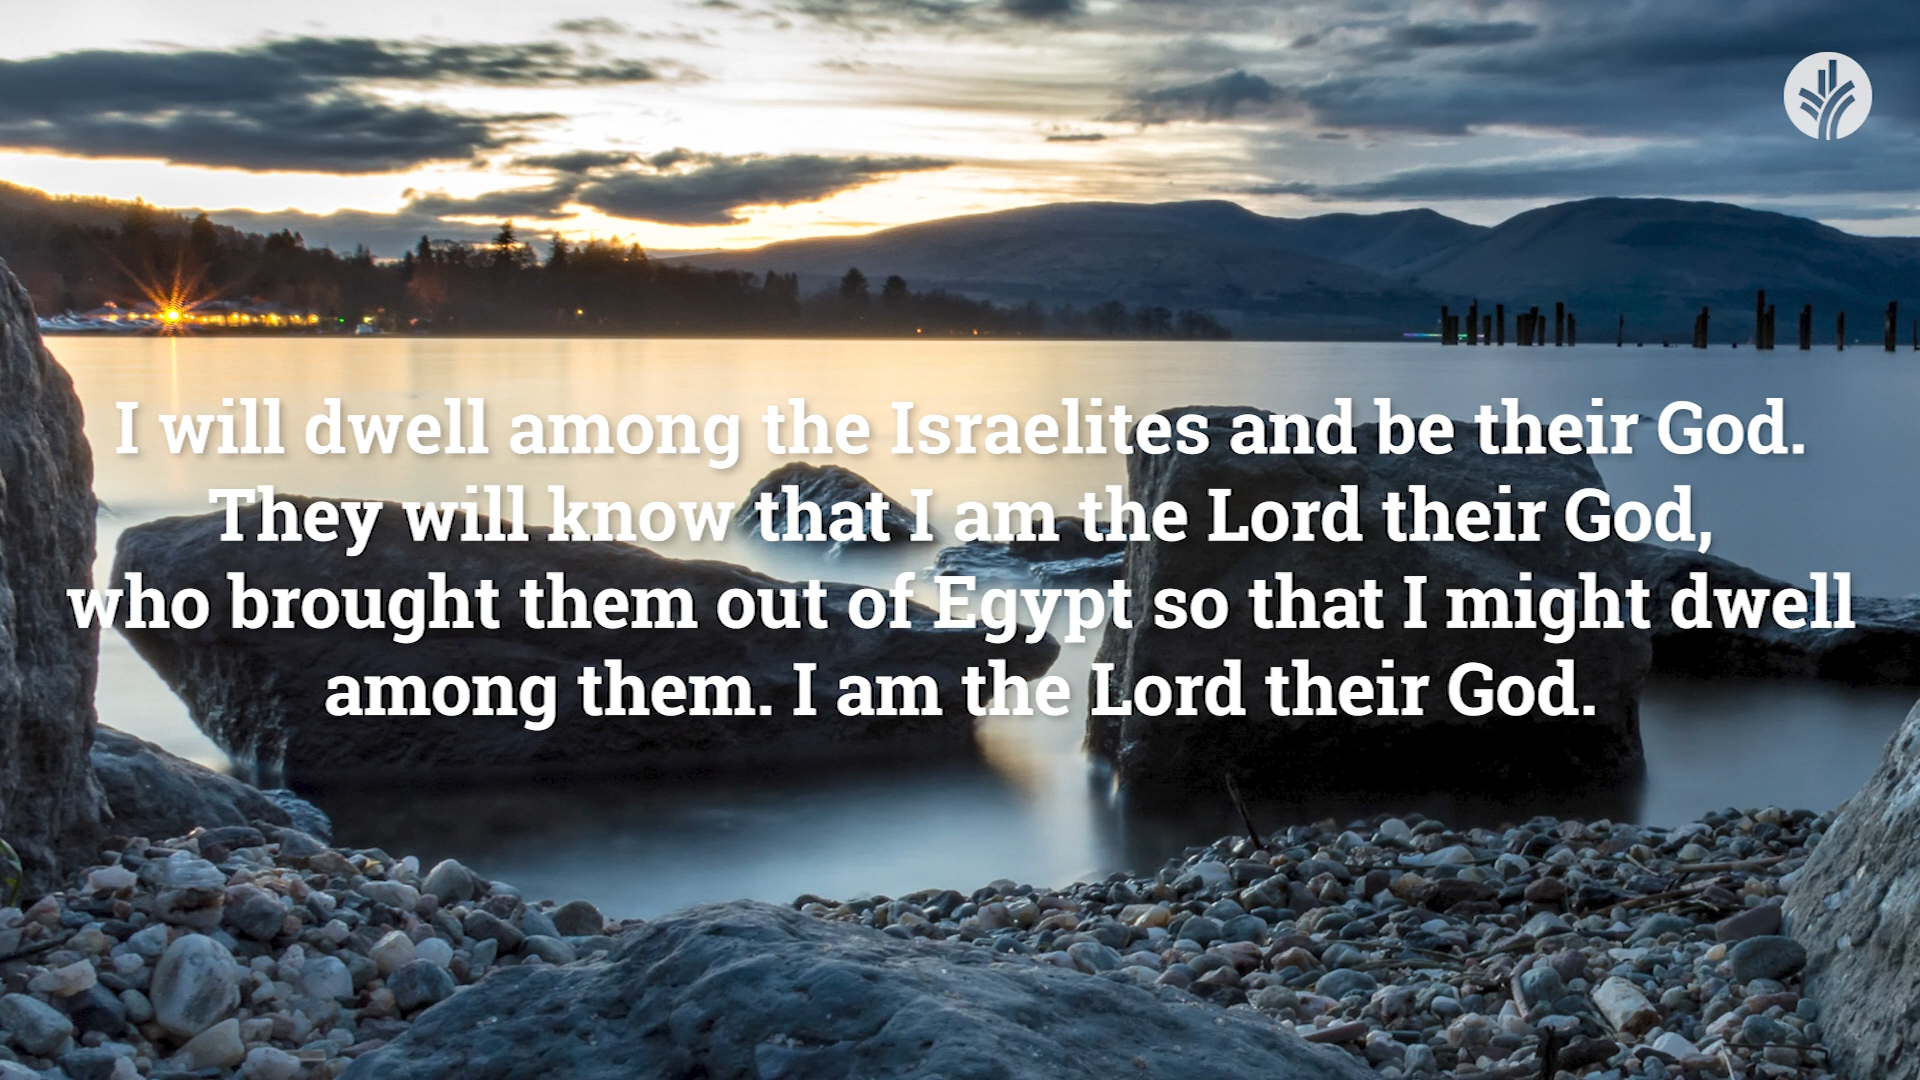 I will dwell among the Israelites and be their God.
They will know that I am the Lord their God,
who brought them out of Egypt so that I might dwell
among them. I am the Lord their God.